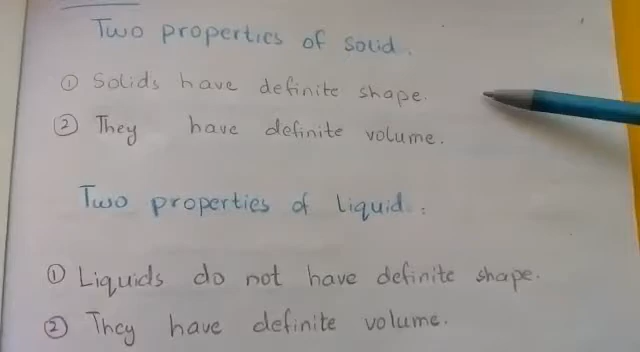 Two properties of solid.
① Solids have definite shape.
② They have definite volume.
Two properties of liquid :
① Liquids do not have definite shape.
② They have definite volume.